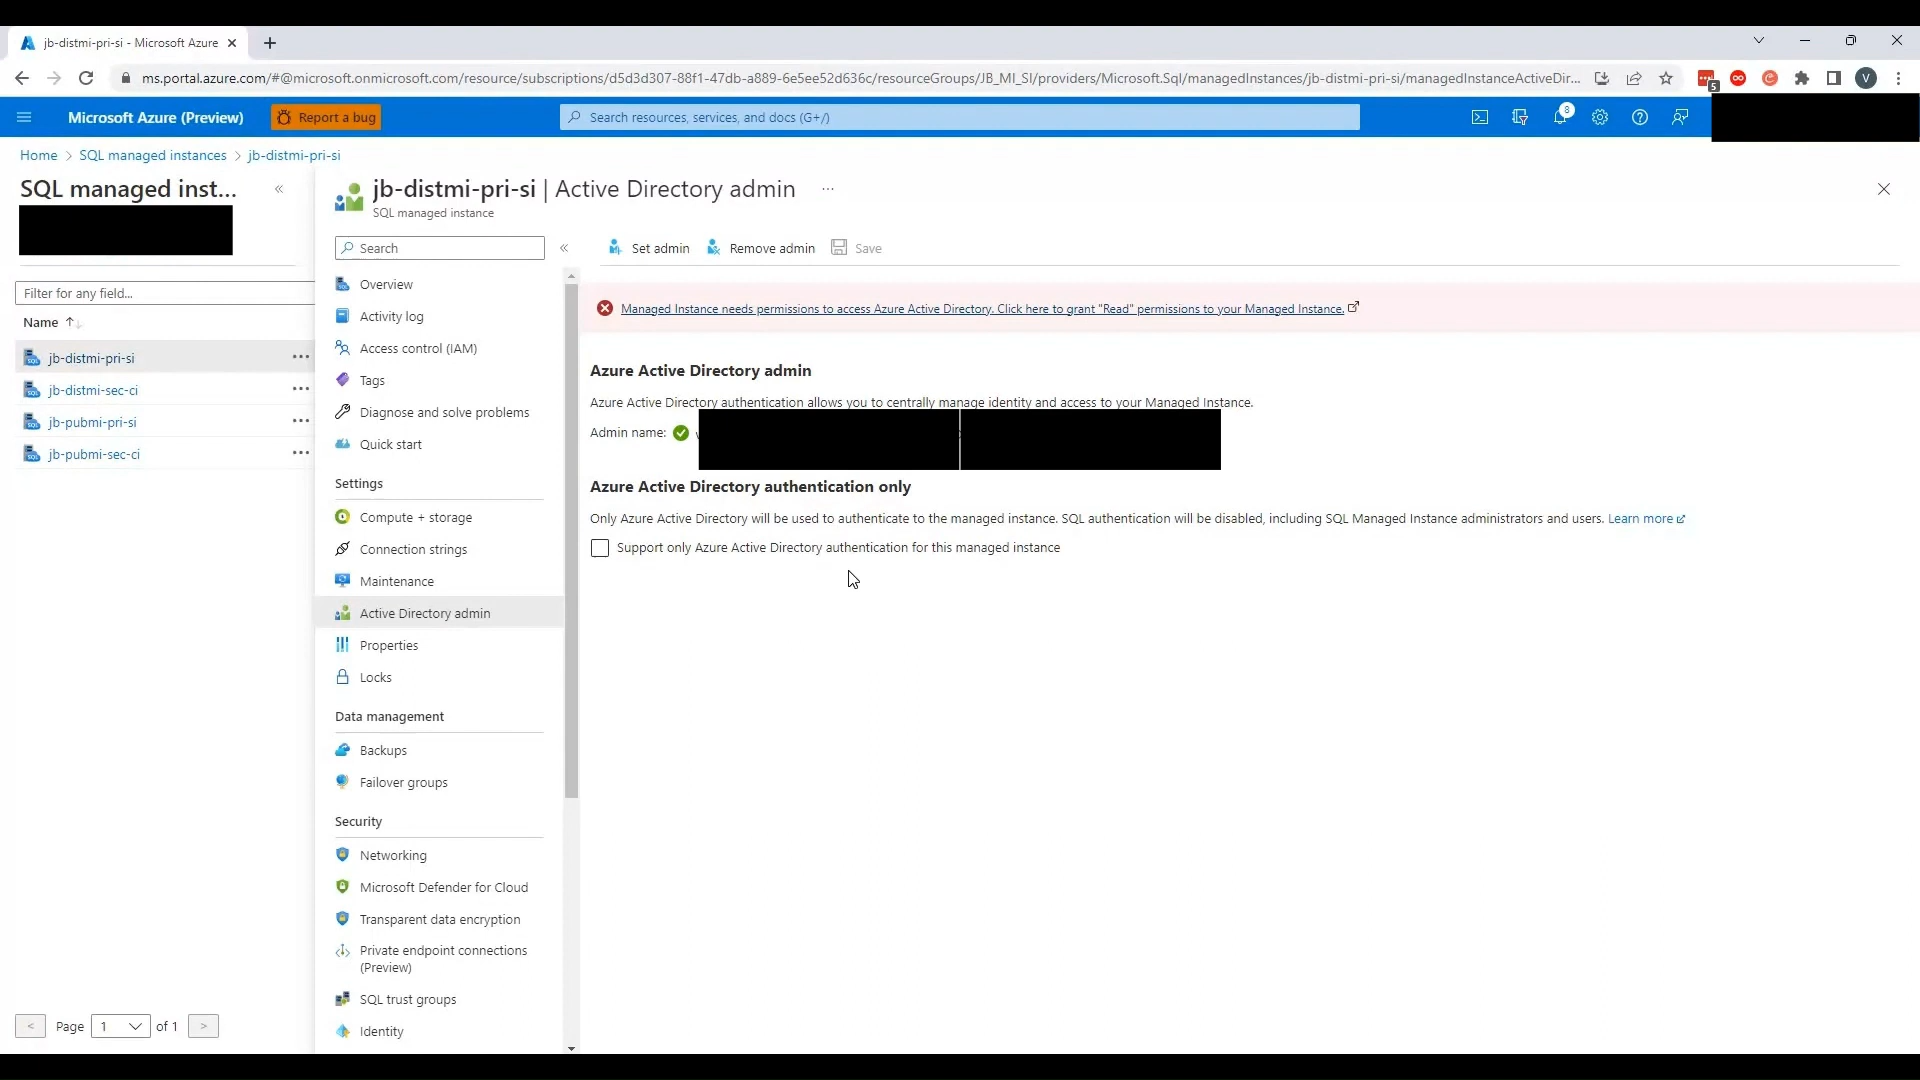 jb-distmi-pri-si - Microsoft Azure
ms.portal.azure.com/#@microsoft.onmicrosoft.com/resource/subscriptions/d5d3d307-88f1-47db-a889-6e5ee52d636c/resourceGroups/JB_MI_SI/providers/Microsoft.Sql/managedInstances/jb-distmi-pri-si/managedInstanceActiveDir...
5
V
Microsoft Azure (Preview)
Report a bug
Search resources, services, and docs (G+/)
8
Home > SQL managed instances > jb-distmi-pri-si
SQL managed inst...
«
Filter for any field...
Name ↑↓
jb-distmi-pri-si ...
jb-distmi-sec-ci ...
jb-pubmi-pri-si ...
jb-pubmi-sec-ci ...
< Page 1 of 1 >
jb-distmi-pri-si | Active Directory admin ...
SQL managed instance
Search
«
Overview
Activity log
Access control (IAM)
Tags
Diagnose and solve problems
Quick start
Settings
Compute + storage
Connection strings
Maintenance
Active Directory admin
Properties
Locks
Data management
Backups
Failover groups
Security
Networking
Microsoft Defender for Cloud
Transparent data encryption
Private endpoint connections
(Preview)
SQL trust groups
Identity
Set admin
Remove admin
Save
Managed Instance needs permissions to access Azure Active Directory. Click here to grant "Read" permissions to your Managed Instance.
Azure Active Directory admin
Azure Active Directory authentication allows you to centrally manage identity and access to your Managed Instance.
Admin name:
Azure Active Directory authentication only
Only Azure Active Directory will be used to authenticate to the managed instance. SQL authentication will be disabled, including SQL Managed Instance administrators and users. Learn more
Support only Azure Active Directory authentication for this managed instance